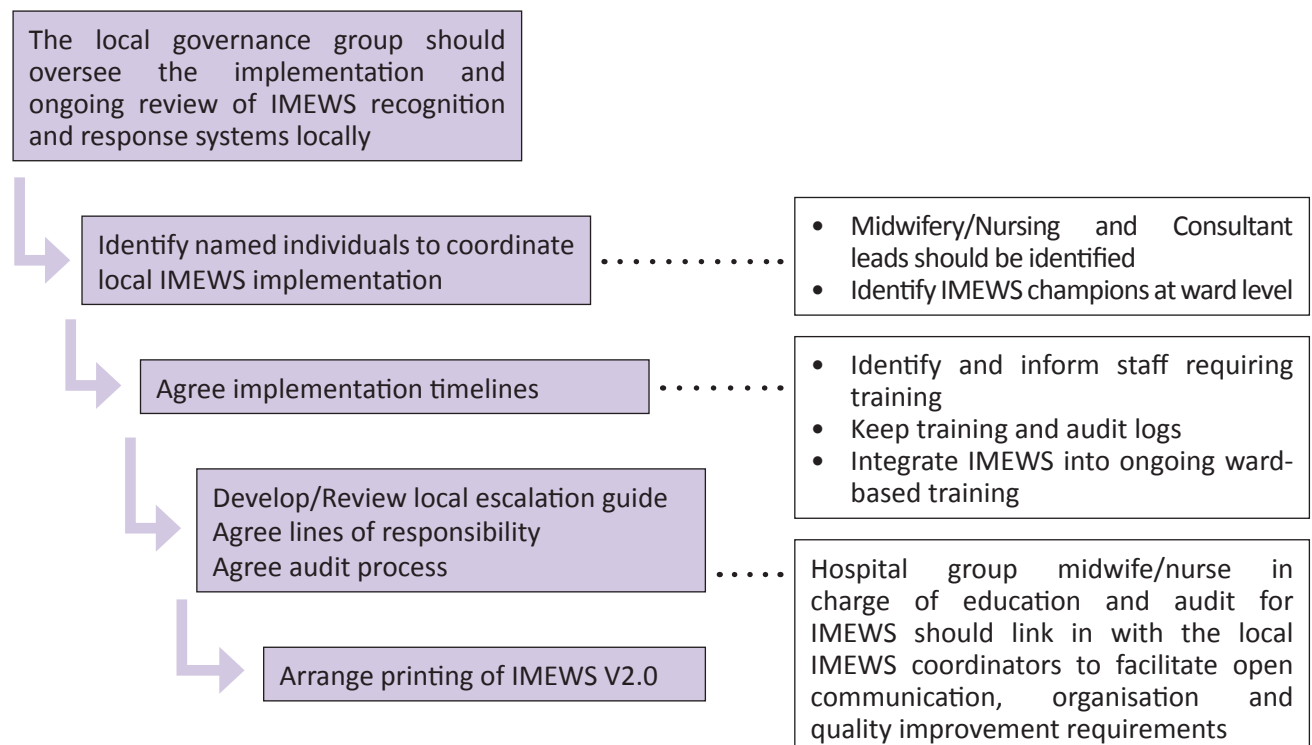 The local governance group should
oversee the implementation and
ongoing review of IMEWS recognition
and response systems locally
Identify named individuals to coordinate
local IMEWS implementation
• Midwifery/Nursing and Consultant
leads should be identified
• Identify IMEWS champions at ward level
Agree implementation timelines
• Identify and inform staff requiring
training
• Keep training and audit logs
• Integrate IMEWS into ongoing ward-
based training
Develop/Review local escalation guide
Agree lines of responsibility
Agree audit process
Hospital group midwife/nurse in
charge of education and audit for
IMEWS should link in with the local
IMEWS coordinators to facilitate open
communication, organisation and
quality improvement requirements
Arrange printing of IMEWS V2.0